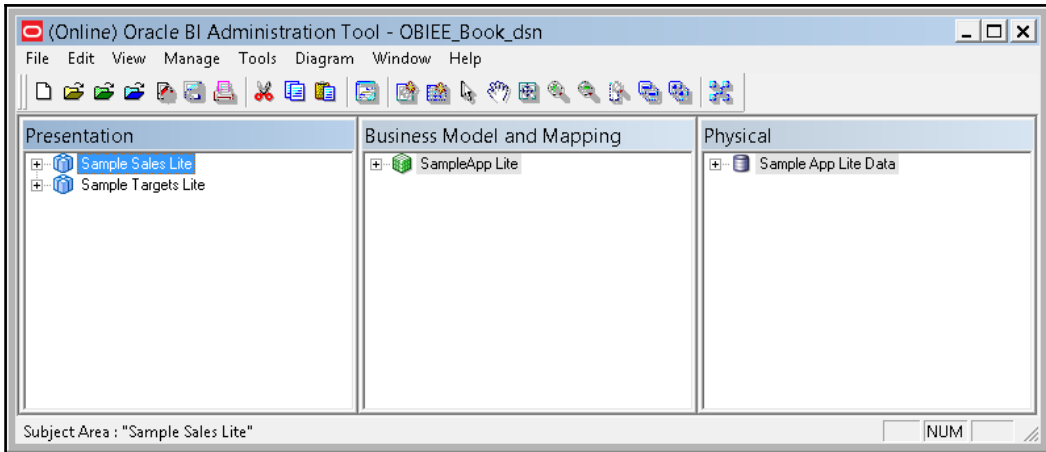 (Online) Oracle BI Administration Tool - OBIEE_Book_dsn
File Edit View Manage Tools Diagram Window Help
Presentation
Sample Sales Lite
Sample Targets Lite
Business Model and Mapping
SampleApp Lite
Physical
Sample App Lite Data
Subject Area : "Sample Sales Lite"
NUM